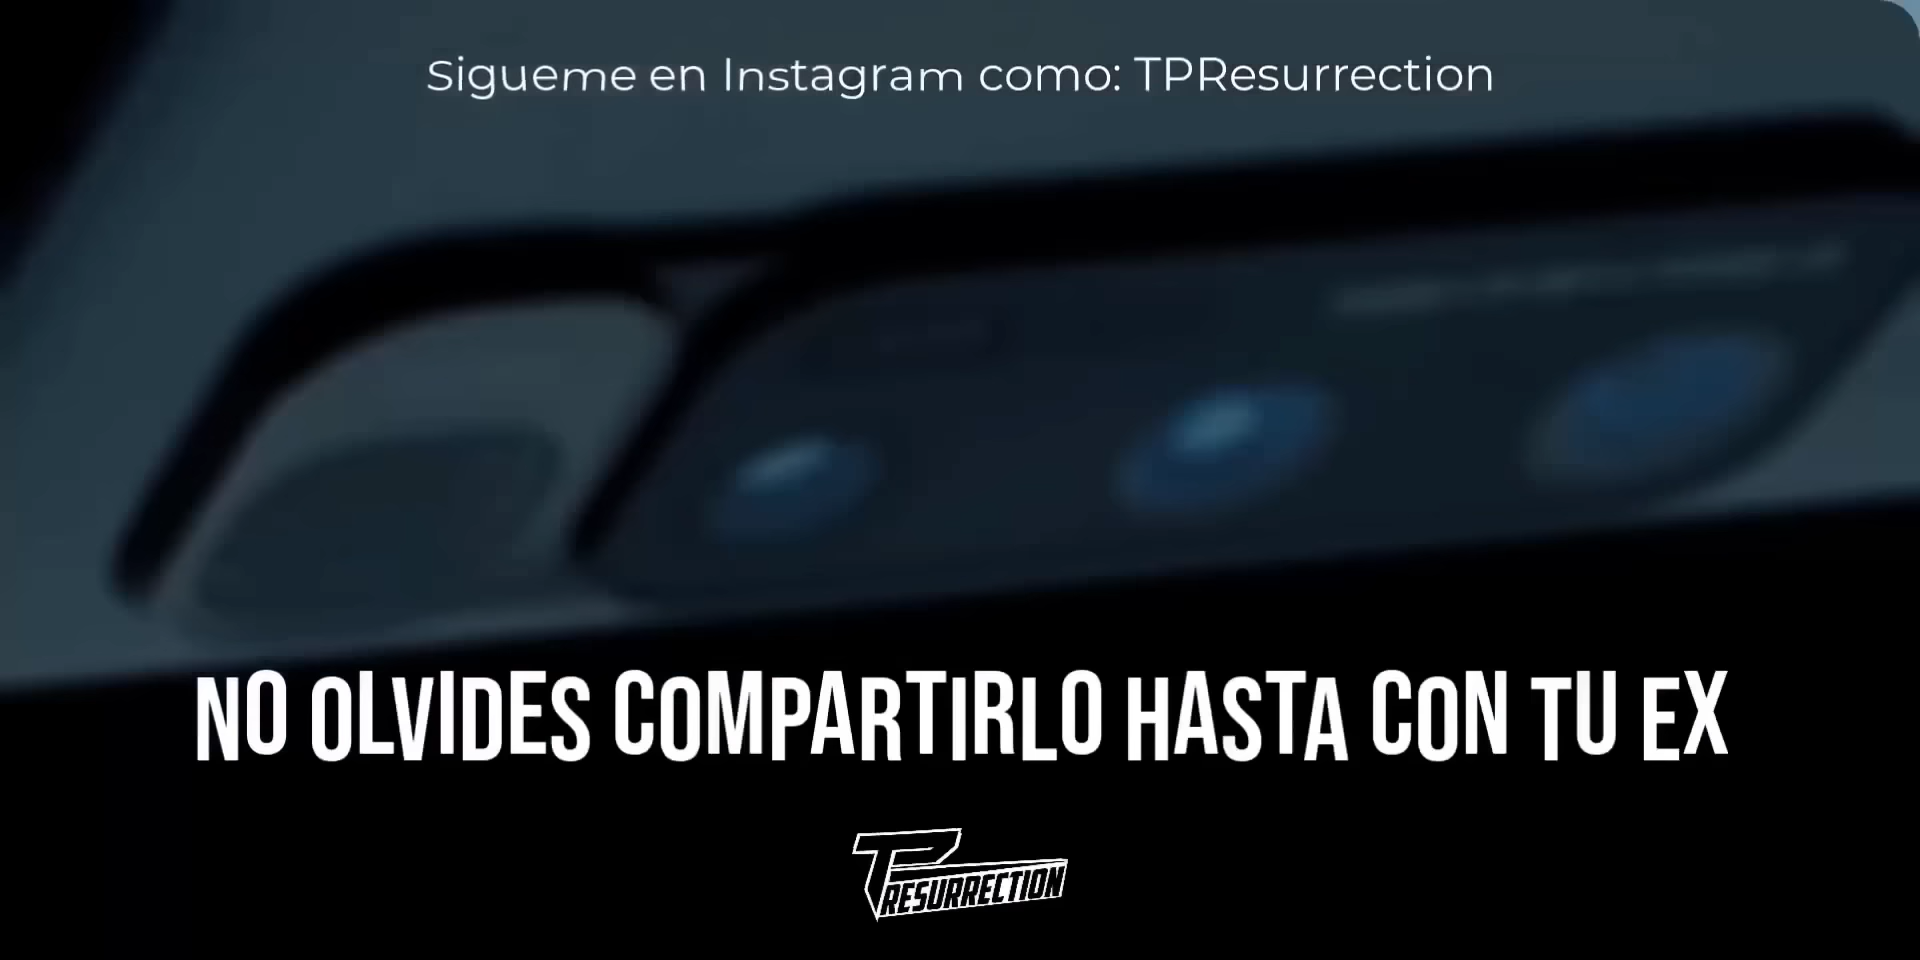 Sigueme en Instagram como: TPResurrection
NO OLVIDES COMPARTIRLO HASTA CON TU EX
TP
RESURRECTION